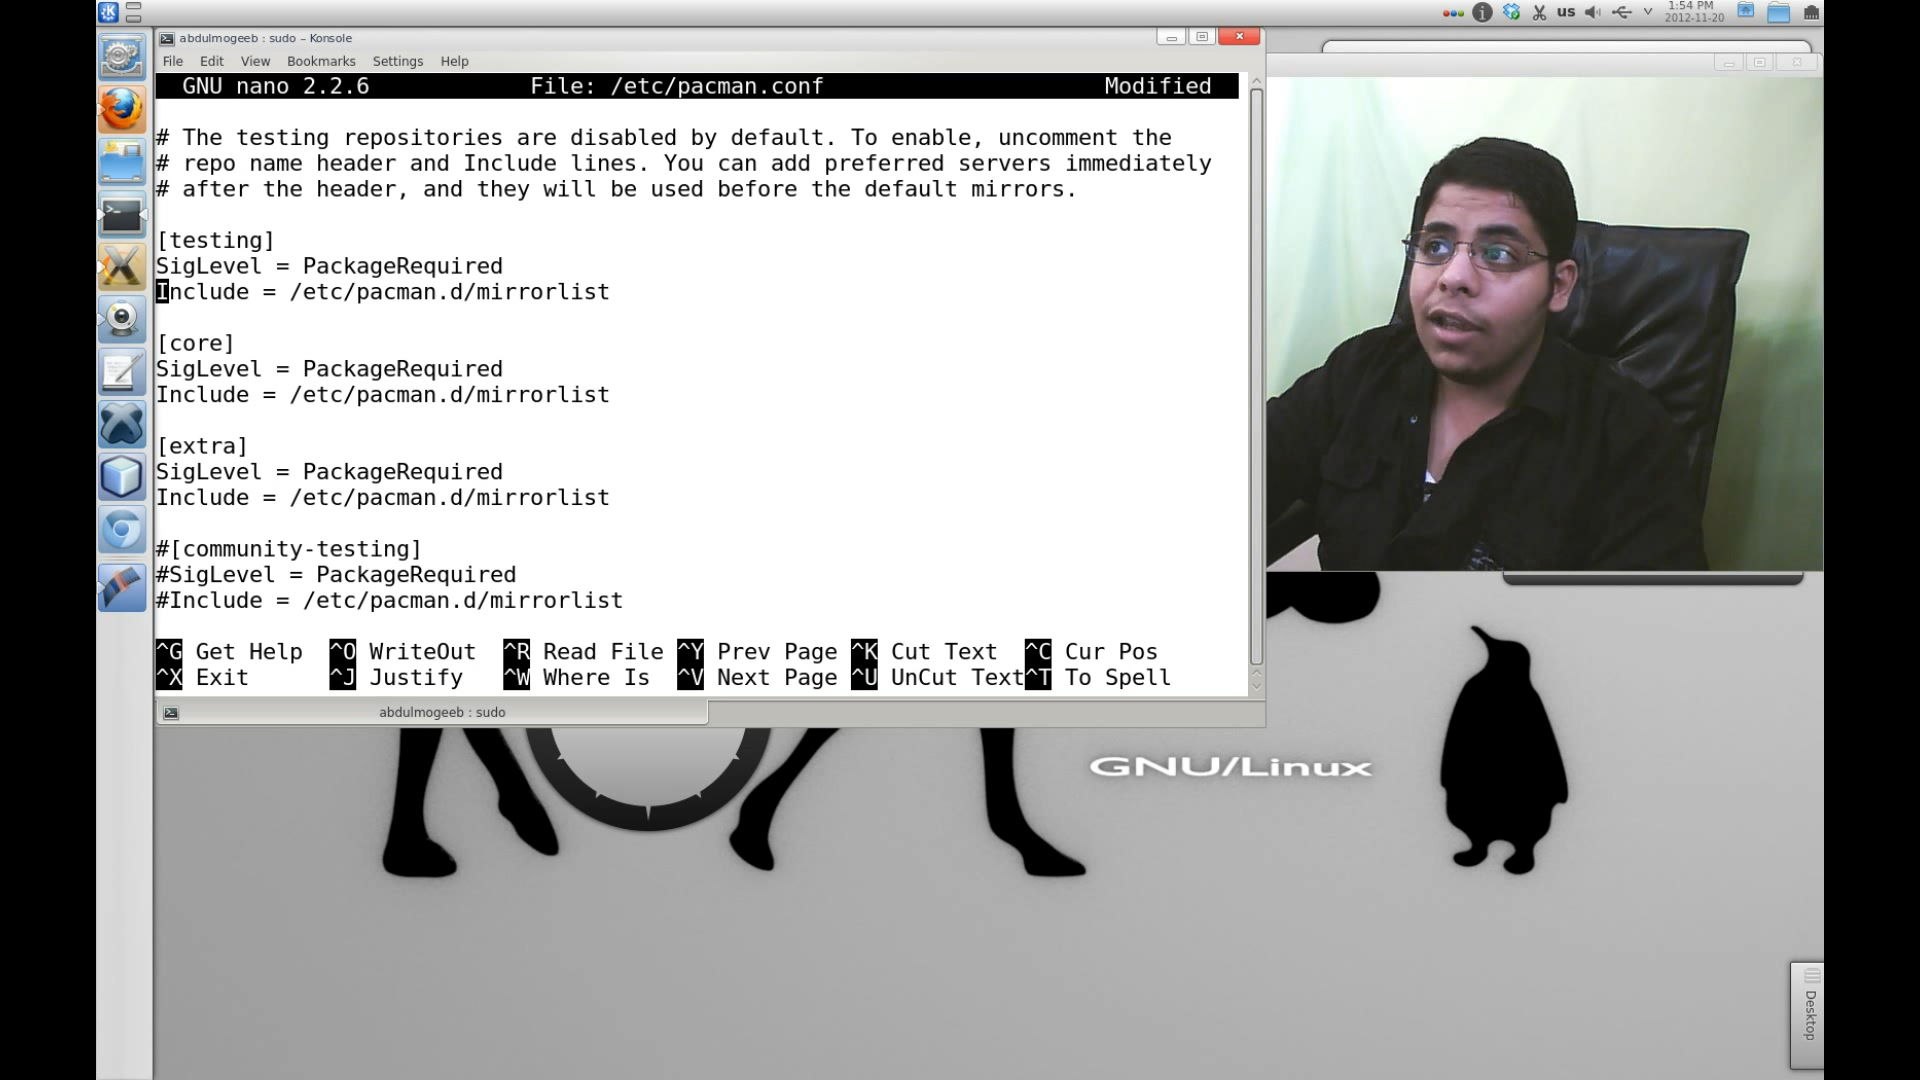 us
1:54 PM
2012-11-20
abdulmogeeb : sudo – Konsole
File Edit View Bookmarks Settings Help
GNU nano 2.2.6 File: /etc/pacman.conf Modified
# The testing repositories are disabled by default. To enable, uncomment the
# repo name header and Include lines. You can add preferred servers immediately
# after the header, and they will be used before the default mirrors.
[testing]
SigLevel = PackageRequired
Include = /etc/pacman.d/mirrorlist
[core]
SigLevel = PackageRequired
Include = /etc/pacman.d/mirrorlist
[extra]
SigLevel = PackageRequired
Include = /etc/pacman.d/mirrorlist
#[community-testing]
#SigLevel = PackageRequired
#Include = /etc/pacman.d/mirrorlist
^G Get Help ^O WriteOut ^R Read File ^Y Prev Page ^K Cut Text ^C Cur Pos
^X Exit ^J Justify ^W Where Is ^V Next Page ^U UnCut Text^T To Spell
abdulmogeeb : sudo
GNU/Linux
Desktop